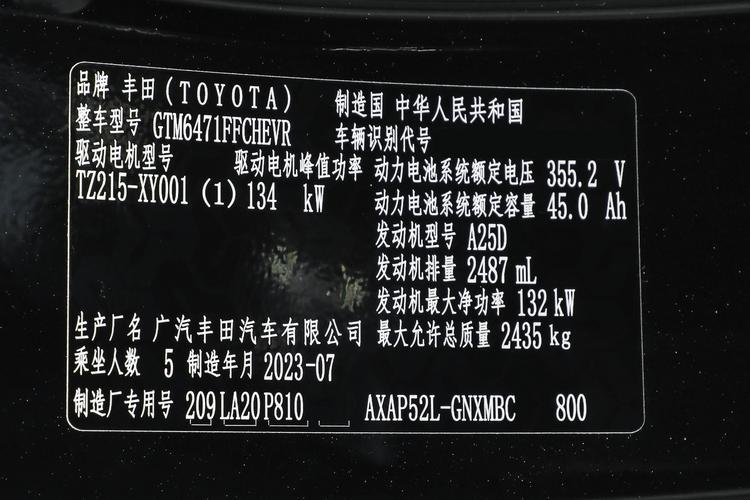 品牌 丰田(TOYOTA) 制造国 中华人民共和国
整车型号 GTM6471FFCHEVR 车辆识别代号
驱动电机型号 驱动电机峰值功率 动力电池系统额定电压 355.2 V
TZ215-XY001 (1) 134 kW 动力电池系统额定容量 45.0 Ah
发动机型号 A25D
发动机排量 2487 mL
发动机最大净功率 132 kW
生产厂名 广汽丰田汽车有限公司 最大允许总质量 2435 kg
乘坐人数 5 制造年月 2023-07
制造厂专用号 209 LA20 P810 AXAP52L-GNXMBC 800